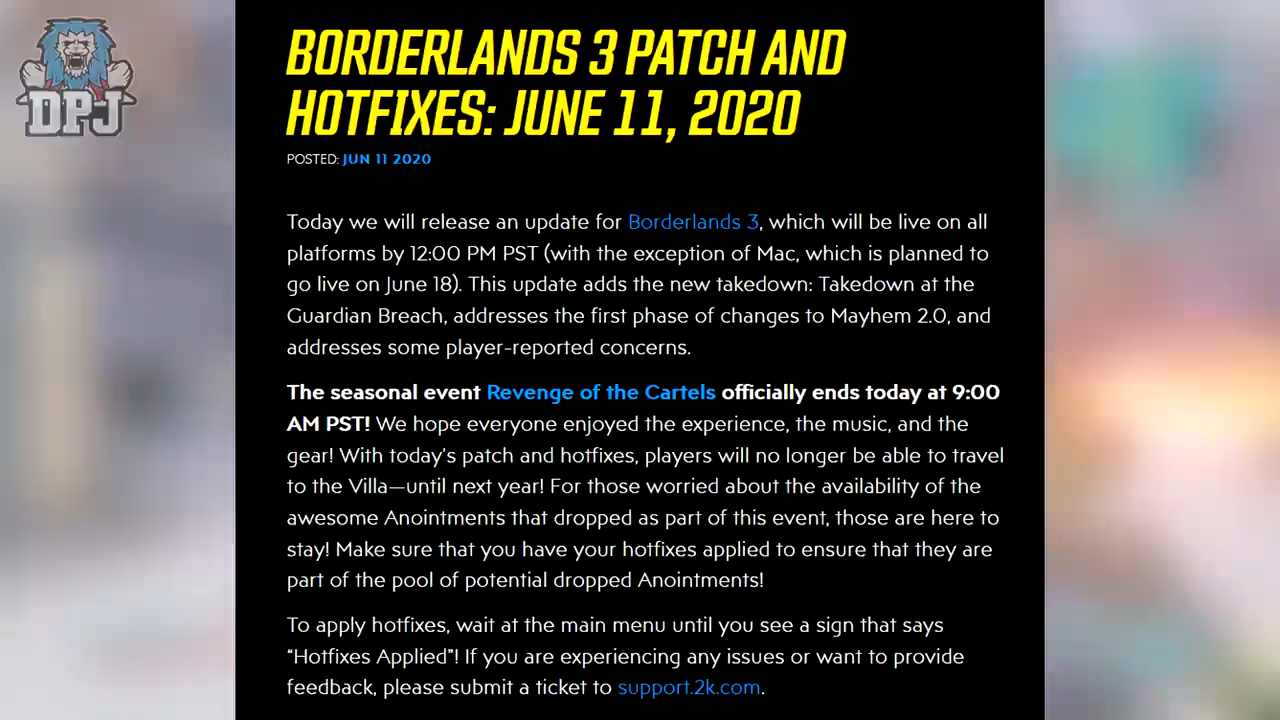 DPJ
BORDERLANDS 3 PATCH AND
HOTFIXES: JUNE 11, 2020
POSTED: JUN 11 2020
Today we will release an update for Borderlands 3, which will be live on all
platforms by 12:00 PM PST (with the exception of Mac, which is planned to
go live on June 18). This update adds the new takedown: Takedown at the
Guardian Breach, addresses the first phase of changes to Mayhem 2.0, and
addresses some player-reported concerns.
The seasonal event Revenge of the Cartels officially ends today at 9:00
AM PST! We hope everyone enjoyed the experience, the music, and the
gear! With today’s patch and hotfixes, players will no longer be able to travel
to the Villa—until next year! For those worried about the availability of the
awesome Anointments that dropped as part of this event, those are here to
stay! Make sure that you have your hotfixes applied to ensure that they are
part of the pool of potential dropped Anointments!
To apply hotfixes, wait at the main menu until you see a sign that says
“Hotfixes Applied”! If you are experiencing any issues or want to provide
feedback, please submit a ticket to support.2k.com.